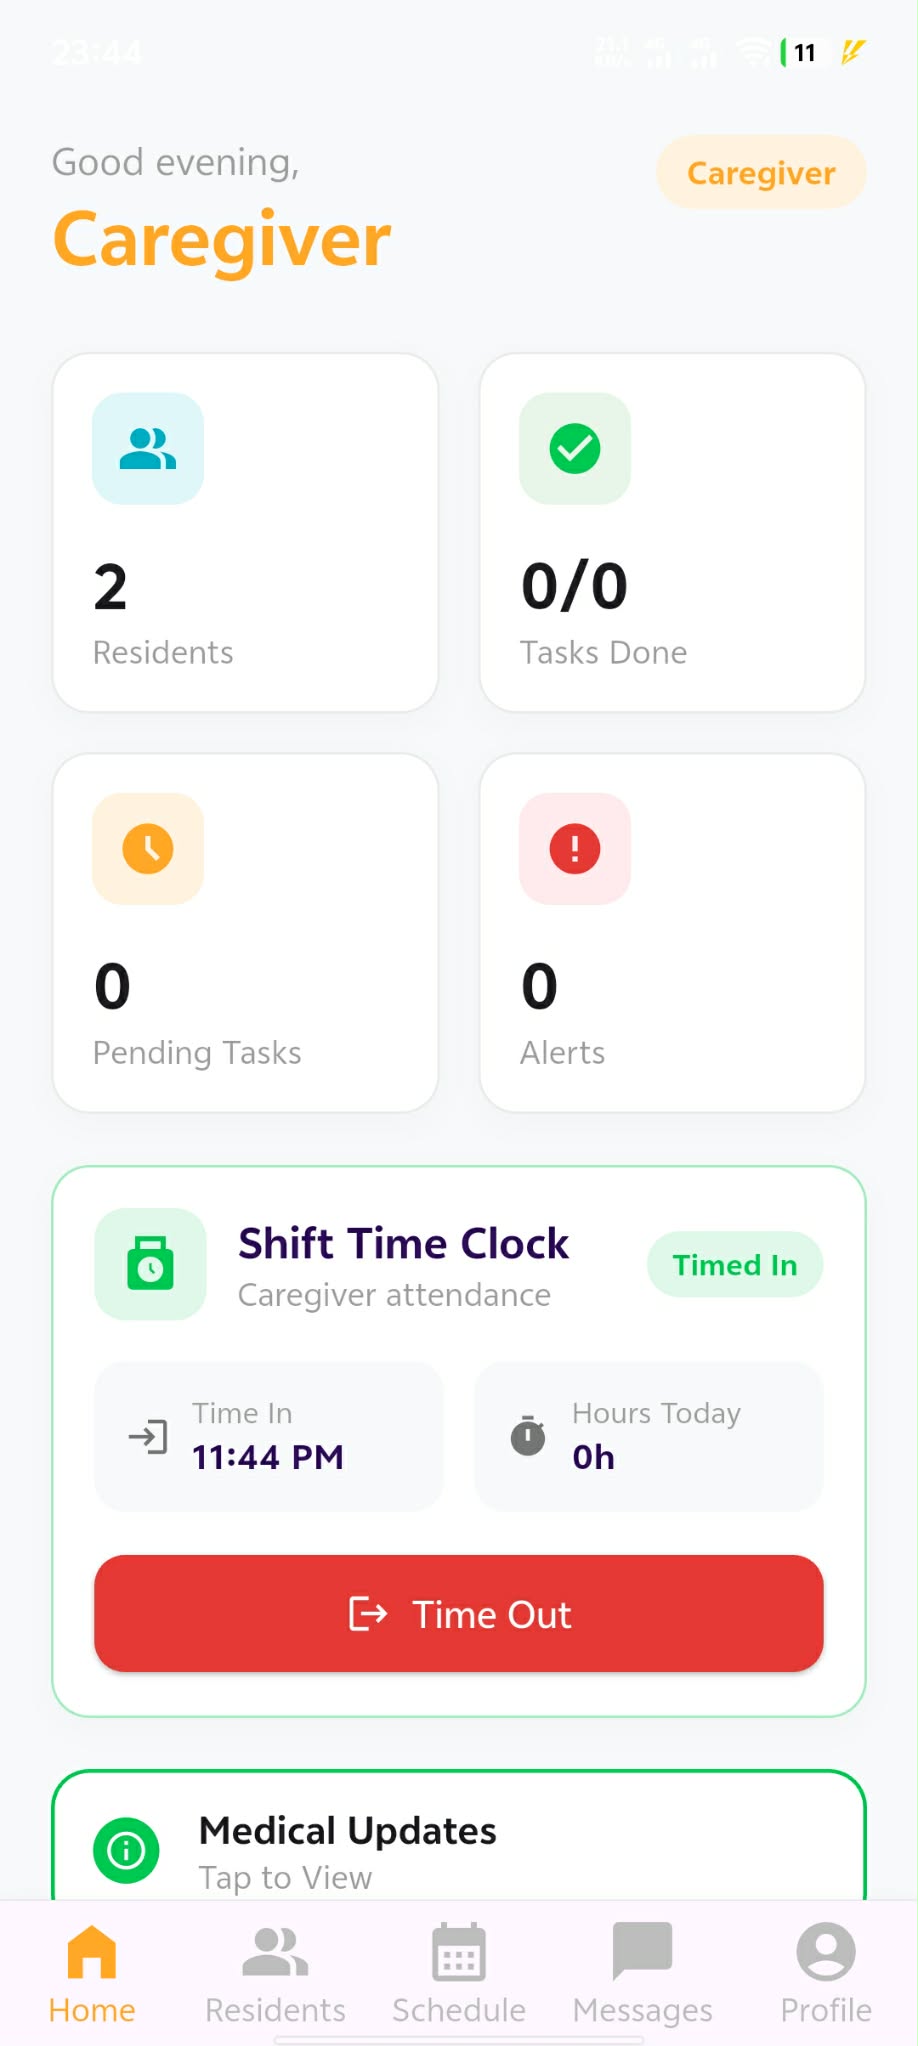 23:44
11
Good evening,
Caregiver
Caregiver
2
Residents
0/0
Tasks Done
0
Pending Tasks
0
Alerts
Shift Time Clock
Caregiver attendance
Timed In
Time In
11:44 PM
Hours Today
0h
Time Out
Medical Updates
Tap to View
Home
Residents
Schedule
Messages
Profile